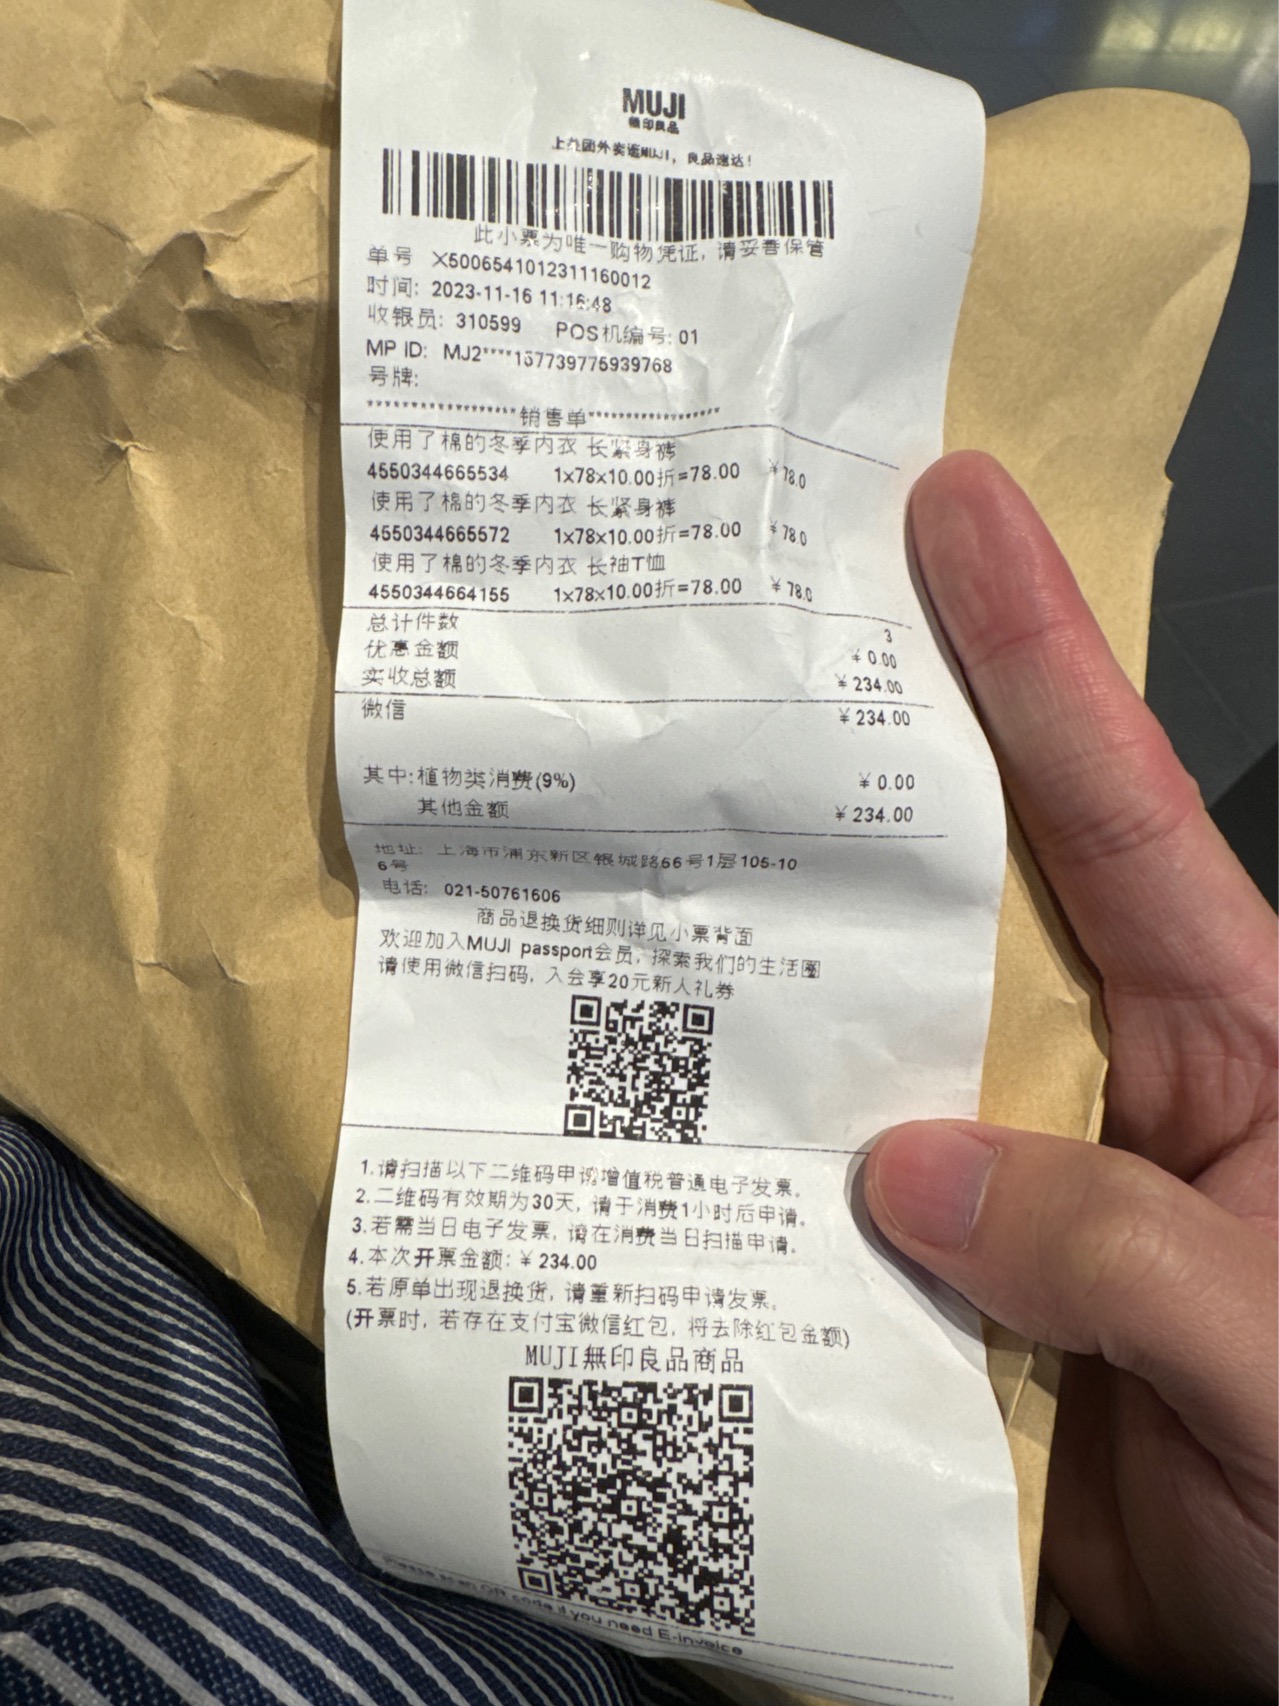 MUJI
無印良品
上美团外卖逛MUJI，良品速达！
此小票为唯一购物凭证，请妥善保管
单号 X5006541012311160012
时间: 2023-11-16 11:16:48
收银员: 310599 POS机编号: 01
MP ID: MJ2****157739775939768
号牌:
*******************销售单*****************
使用了棉的冬季内衣 长紧身裤
4550344665534 1x78x10.00折=78.00 ¥78.0
使用了棉的冬季内衣 长紧身裤
4550344665572 1x78x10.00折=78.00 ¥78.0
使用了棉的冬季内衣 长袖T恤
4550344664155 1x78x10.00折=78.00 ¥78.0
总计件数 3
优惠金额 ¥0.00
实收总额 ¥234.00
微信 ¥234.00
其中:植物类消费(9%) ¥0.00
其他金额 ¥234.00
地址: 上海市浦东新区银城路66号1层105-10
6号
电话: 021-50761606
商品退换货细则详见小票背面
欢迎加入MUJI passport会员，探索我们的生活圈
请使用微信扫码，入会享20元新人礼券
1.请扫描以下二维码申请增值税普通电子发票。
2.二维码有效期为30天，请于消费1小时后申请。
3.若需当日电子发票，请在消费当日扫描申请。
4.本次开票金额: ¥234.00
5.若原单出现退换货，请重新扫码申请发票。
(开票时，若存在支付宝微信红包，将去除红包金额)
MUJI無印良品商品
Please scan QR code if you need E-invoice